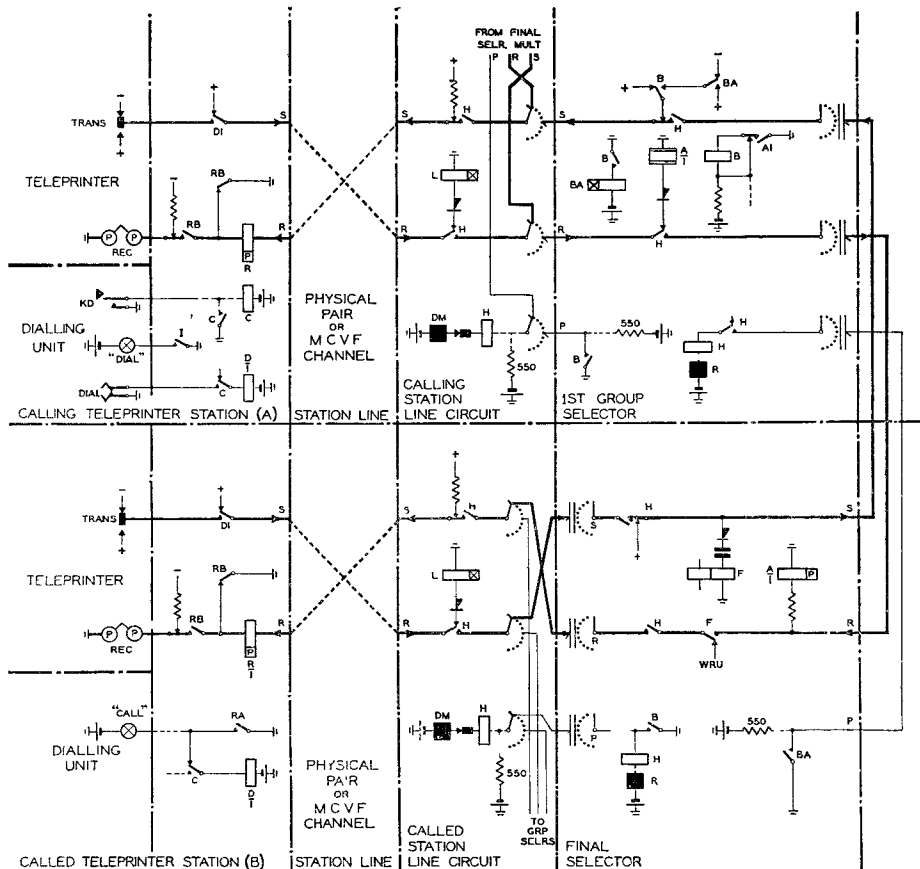 FROM FINAL
SELR. MULT
P R S
TRANS
DI
S
S
H
S
B
BA
H
TELEPRINTER
L
B
BA
A
I
B
AI
RB
RB
REC
P P
R
P
R
R
H
R
H
KD
C
C
DIALLING
UNIT
I
"DIAL"
DIAL
C
D
I
PHYSICAL
PAIR
OR
M C V F
CHANNEL
DM
H
550
P
550
B
H
H
R
CALLING TELEPRINTER STATION (A)
STATION LINE
CALLING
STATION
LINE CIRCUIT
1ST GROUP
SELECTOR
TRANS
DI
S
S
H
S
H
S
TELEPRINTER
L
F
A
I
P
RB
RB
REC
P P
P
R
I
R
R
H
R
H
F
R
WRU
"CALL"
DIALLING
UNIT
RA
C
D
I
PHYSICAL
PAIR
OR
M C V F
CHANNEL
DM
H
550
P
B
H
R
550
P
BA
TO
GRP
SELRS
CALLED TELEPRINTER STATION (B)
STATION LINE
CALLED
STATION
LINE CIRCUIT
FINAL
SELECTOR